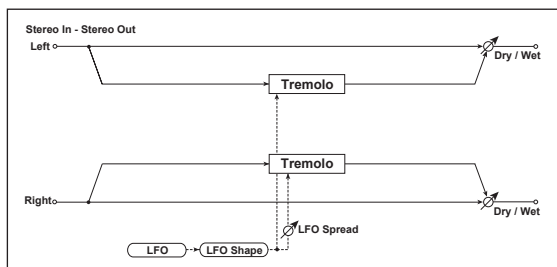 Stereo In - Stereo Out
Left
Dry / Wet
Tremolo
Tremolo
Right
Dry / Wet
LFO Spread
LFO
LFO Shape